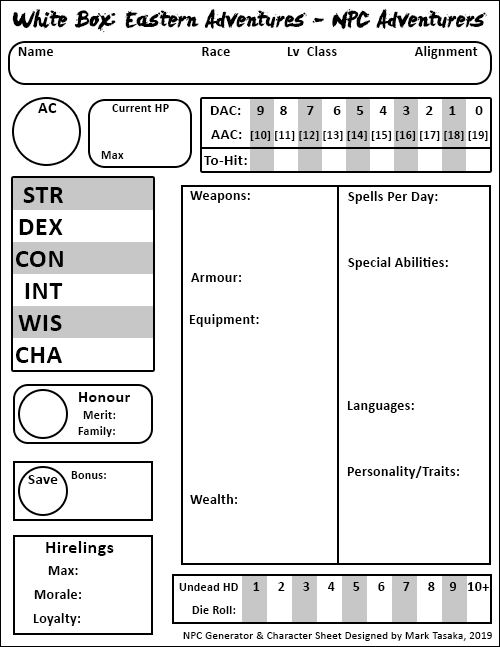 White Box: Eastern Adventures - NPC Adventurers
Name Race Lv Class Alignment
AC
Current HP
Max
DAC: 9 8 7 6 5 4 3 2 1 0
AAC: [10] [11] [12] [13] [14] [15] [16] [17] [18] [19]
To-Hit:
STR
DEX
CON
INT
WIS
CHA
Honour
Merit:
Family:
Save
Bonus:
Hirelings
Max:
Morale:
Loyalty:
Weapons:
Armour:
Equipment:
Wealth:
Spells Per Day:
Special Abilities:
Languages:
Personality/Traits:
Undead HD 1 2 3 4 5 6 7 8 9 10+
Die Roll:
NPC Generator & Character Sheet Designed by Mark Tasaka, 2019